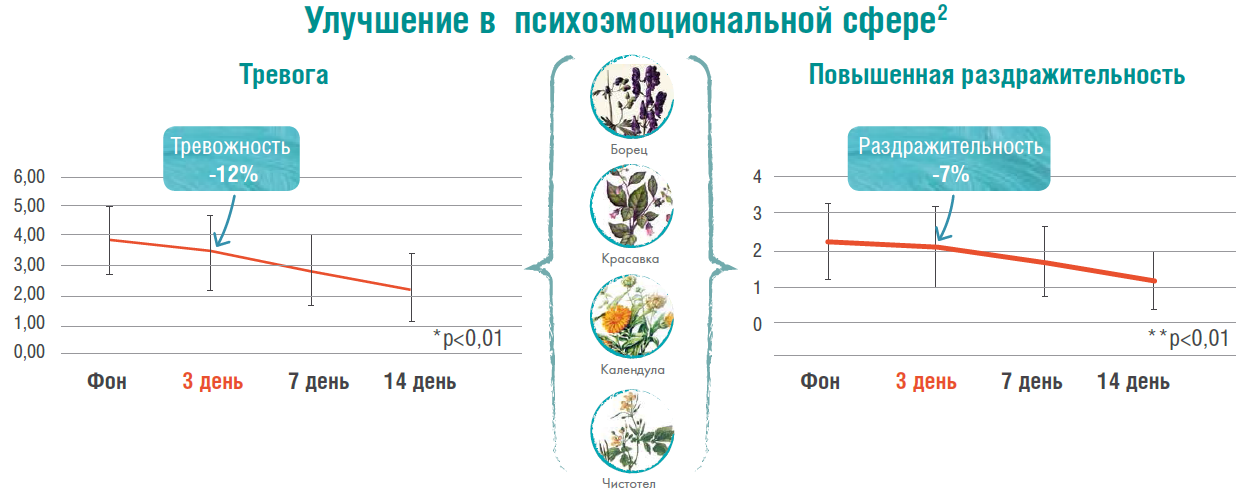 Улучшение в психоэмоциональной сфере2
Тревога
Тревожность
-12%
6,00
5,00
4,00
3,00
2,00
1,00
0,00
*p<0,01
Фон 3 день 7 день 14 день
Борец
Красавка
Календула
Чистотел
Повышенная раздражительность
Раздражительность
-7%
4
3
2
1
0
**p<0,01
Фон 3 день 7 день 14 день